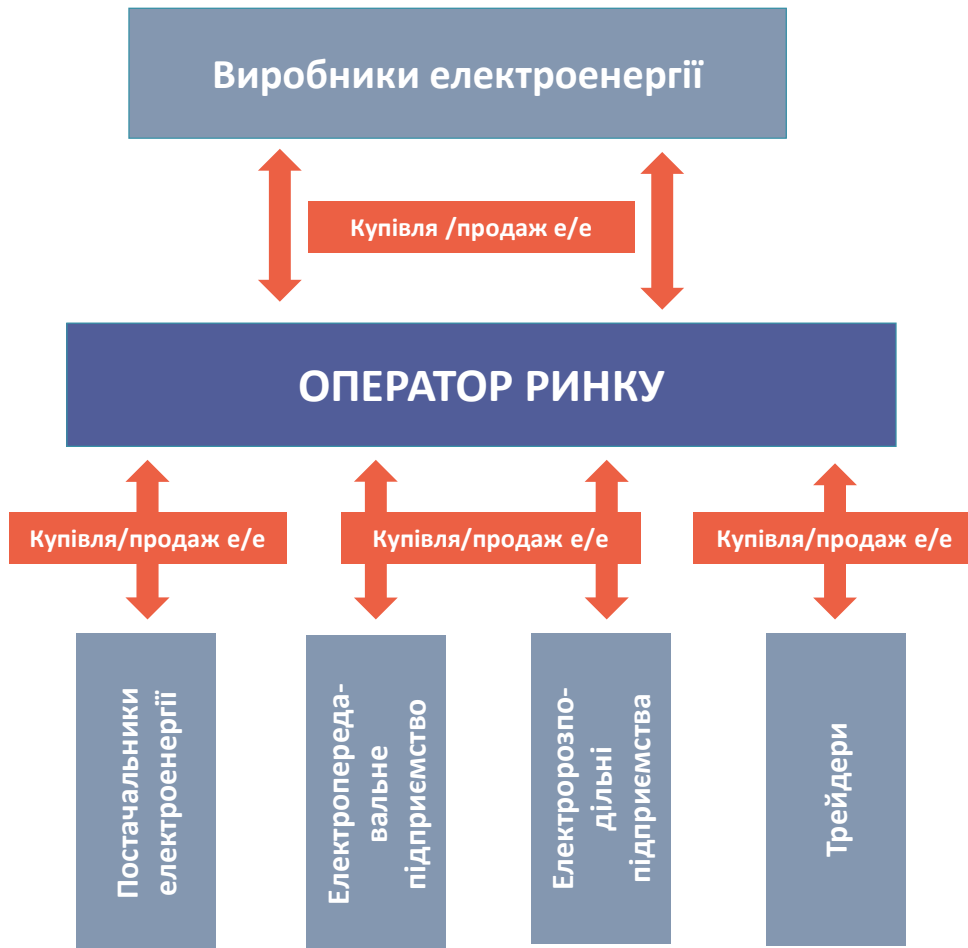 Виробники електроенергії
Купівля /продаж е/е
ОПЕРАТОР РИНКУ
Купівля/продаж е/е
Купівля/продаж е/е
Купівля/продаж е/е
Постачальники
електроенергії
Електропереда-
вальне
підприємство
Електророзпо-
дільні
підприємства
Трейдери